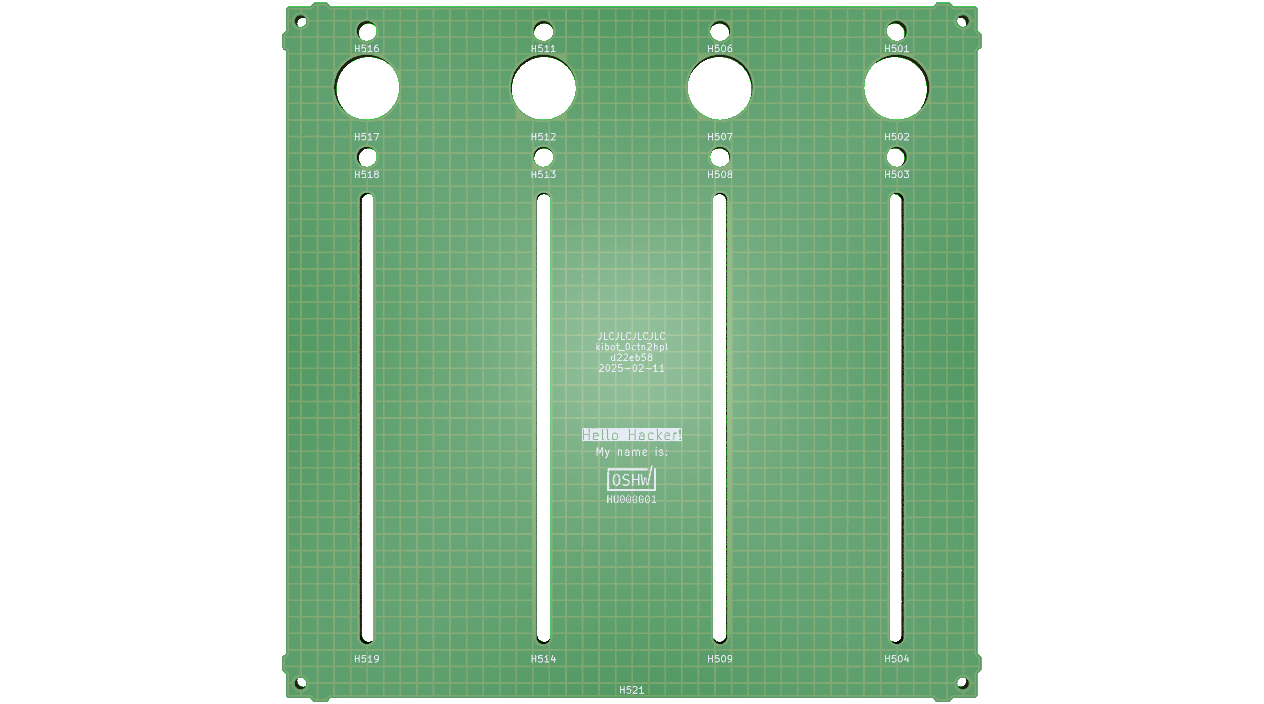 H516 H511 H506 H501
H517 H512 H507 H502
H518 H513 H508 H503
JLCJLCJLCJLC
kibot_0ctn2hpl
d22eb58
2025-02-11
Hello Hacker!
My name is:
OSHW
HU000001
H519 H514 H509 H504
H521